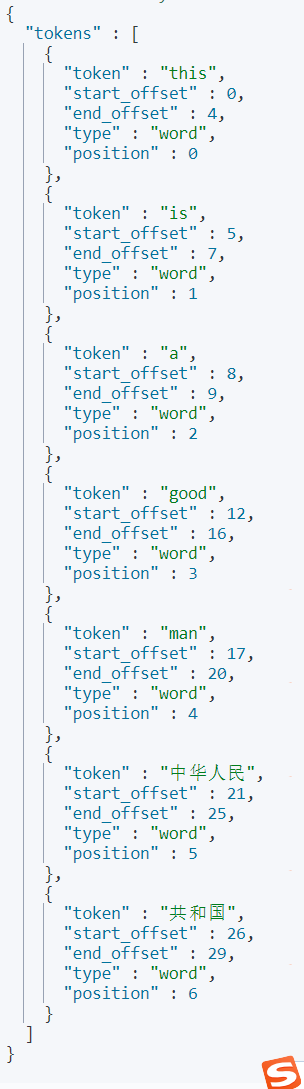 {
  "tokens" : [
    {
      "token" : "this",
      "start_offset" : 0,
      "end_offset" : 4,
      "type" : "word",
      "position" : 0
    },
    {
      "token" : "is",
      "start_offset" : 5,
      "end_offset" : 7,
      "type" : "word",
      "position" : 1
    },
    {
      "token" : "a",
      "start_offset" : 8,
      "end_offset" : 9,
      "type" : "word",
      "position" : 2
    },
    {
      "token" : "good",
      "start_offset" : 12,
      "end_offset" : 16,
      "type" : "word",
      "position" : 3
    },
    {
      "token" : "man",
      "start_offset" : 17,
      "end_offset" : 20,
      "type" : "word",
      "position" : 4
    },
    {
      "token" : "中华人民",
      "start_offset" : 21,
      "end_offset" : 25,
      "type" : "word",
      "position" : 5
    },
    {
      "token" : "共和国",
      "start_offset" : 26,
      "end_offset" : 29,
      "type" : "word",
      "position" : 6
    }
  ]
}
S